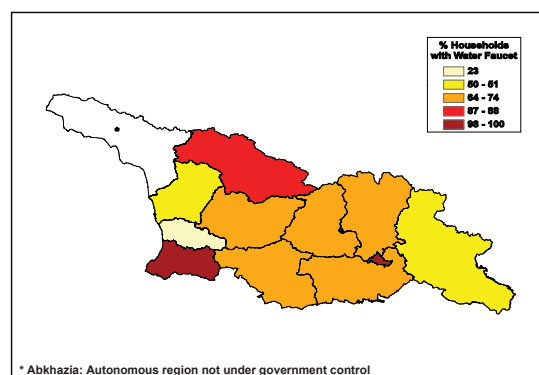 % Households
with Water Faucet
23
50 - 51
64 - 74
87 - 88
98 - 100
*
* Abkhazia: Autonomous region not under government control